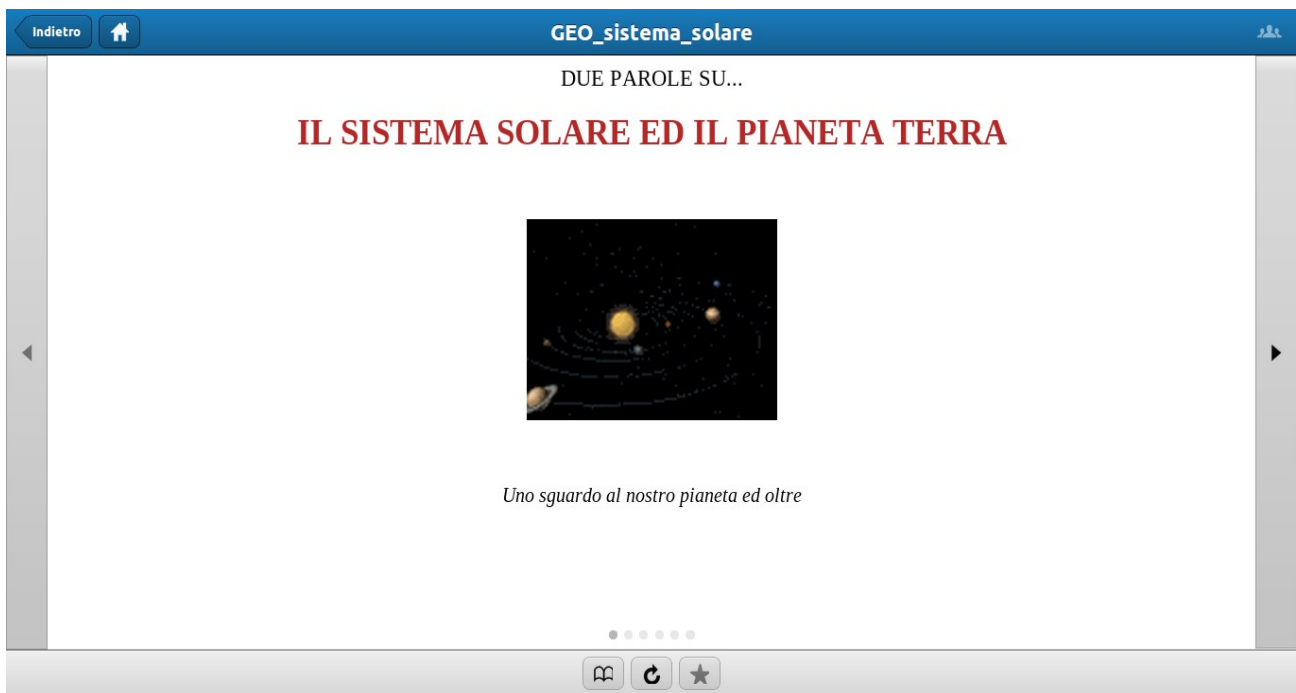 Indietro
GEO_sistema_solare
DUE PAROLE SU...
IL SISTEMA SOLARE ED IL PIANETA TERRA
Uno sguardo al nostro pianeta ed oltre